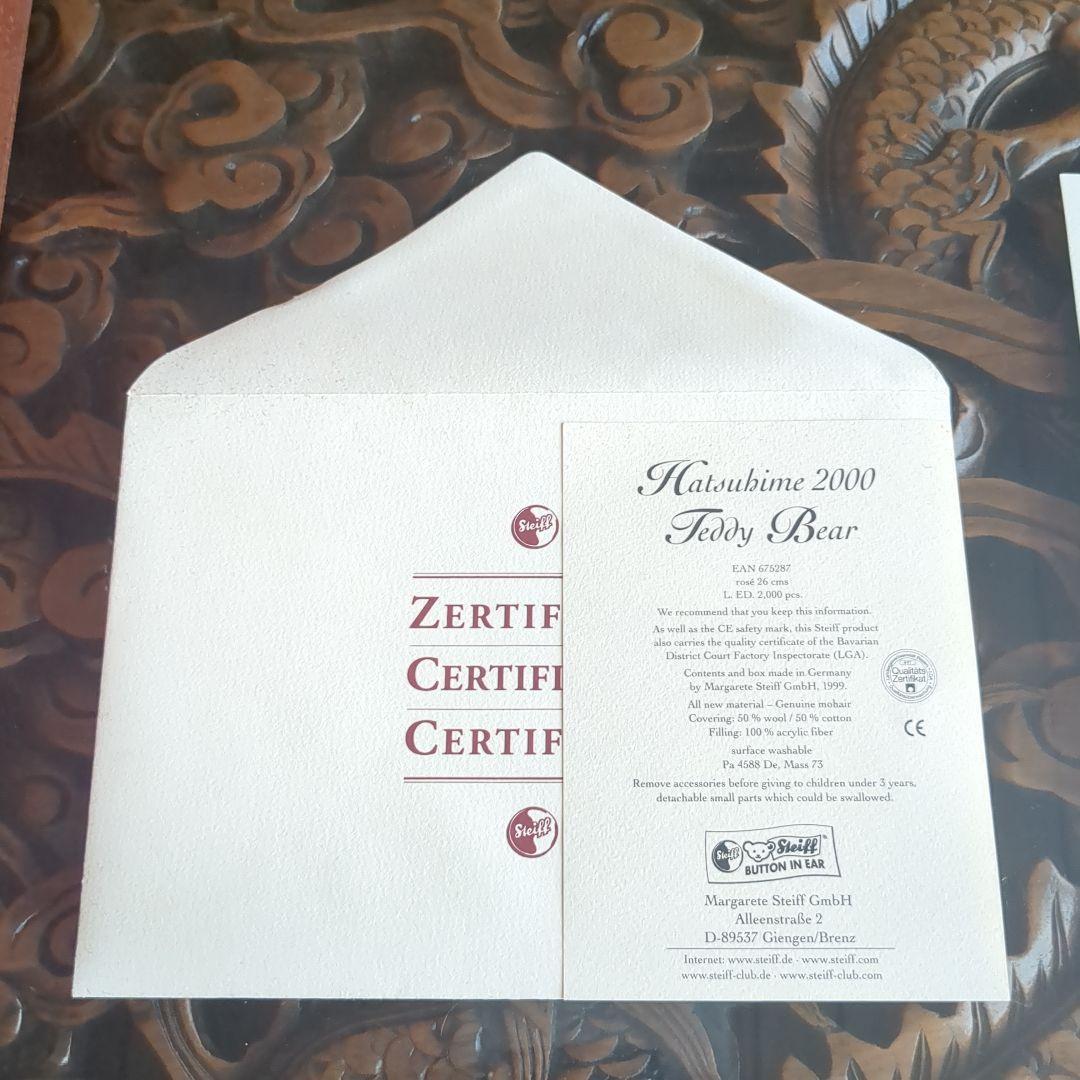 Steiff
ZERTIF
CERTIFI
CERTIF
Steiff
Hatsuhime 2000
Teddy Bear
EAN 675287
rosé 26 cms
L. ED. 2,000 pcs.
We recommend that you keep this information.
As well as the CE safety mark, this Steiff product
also carries the quality certificate of the Bavarian
District Court Factory Inspectorate (LGA).
Contents and box made in Germany
by Margarete Steiff GmbH, 1999.
All new material – Genuine mohair
Covering: 50 % wool / 50 % cotton
Filling: 100 % acrylic fiber
surface washable
Pa 4588 De, Mass 73
Remove accessories before giving to children under 3 years,
detachable small parts which could be swallowed.
Qualitäts
Zertifikat
CE
Steiff
Steiff
BUTTON IN EAR
Margarete Steiff GmbH
Alleenstraße 2
D-89537 Giengen/Brenz
Internet: www.steiff.de · www.steiff.com
www.steiff-club.de · www.steiff-club.com